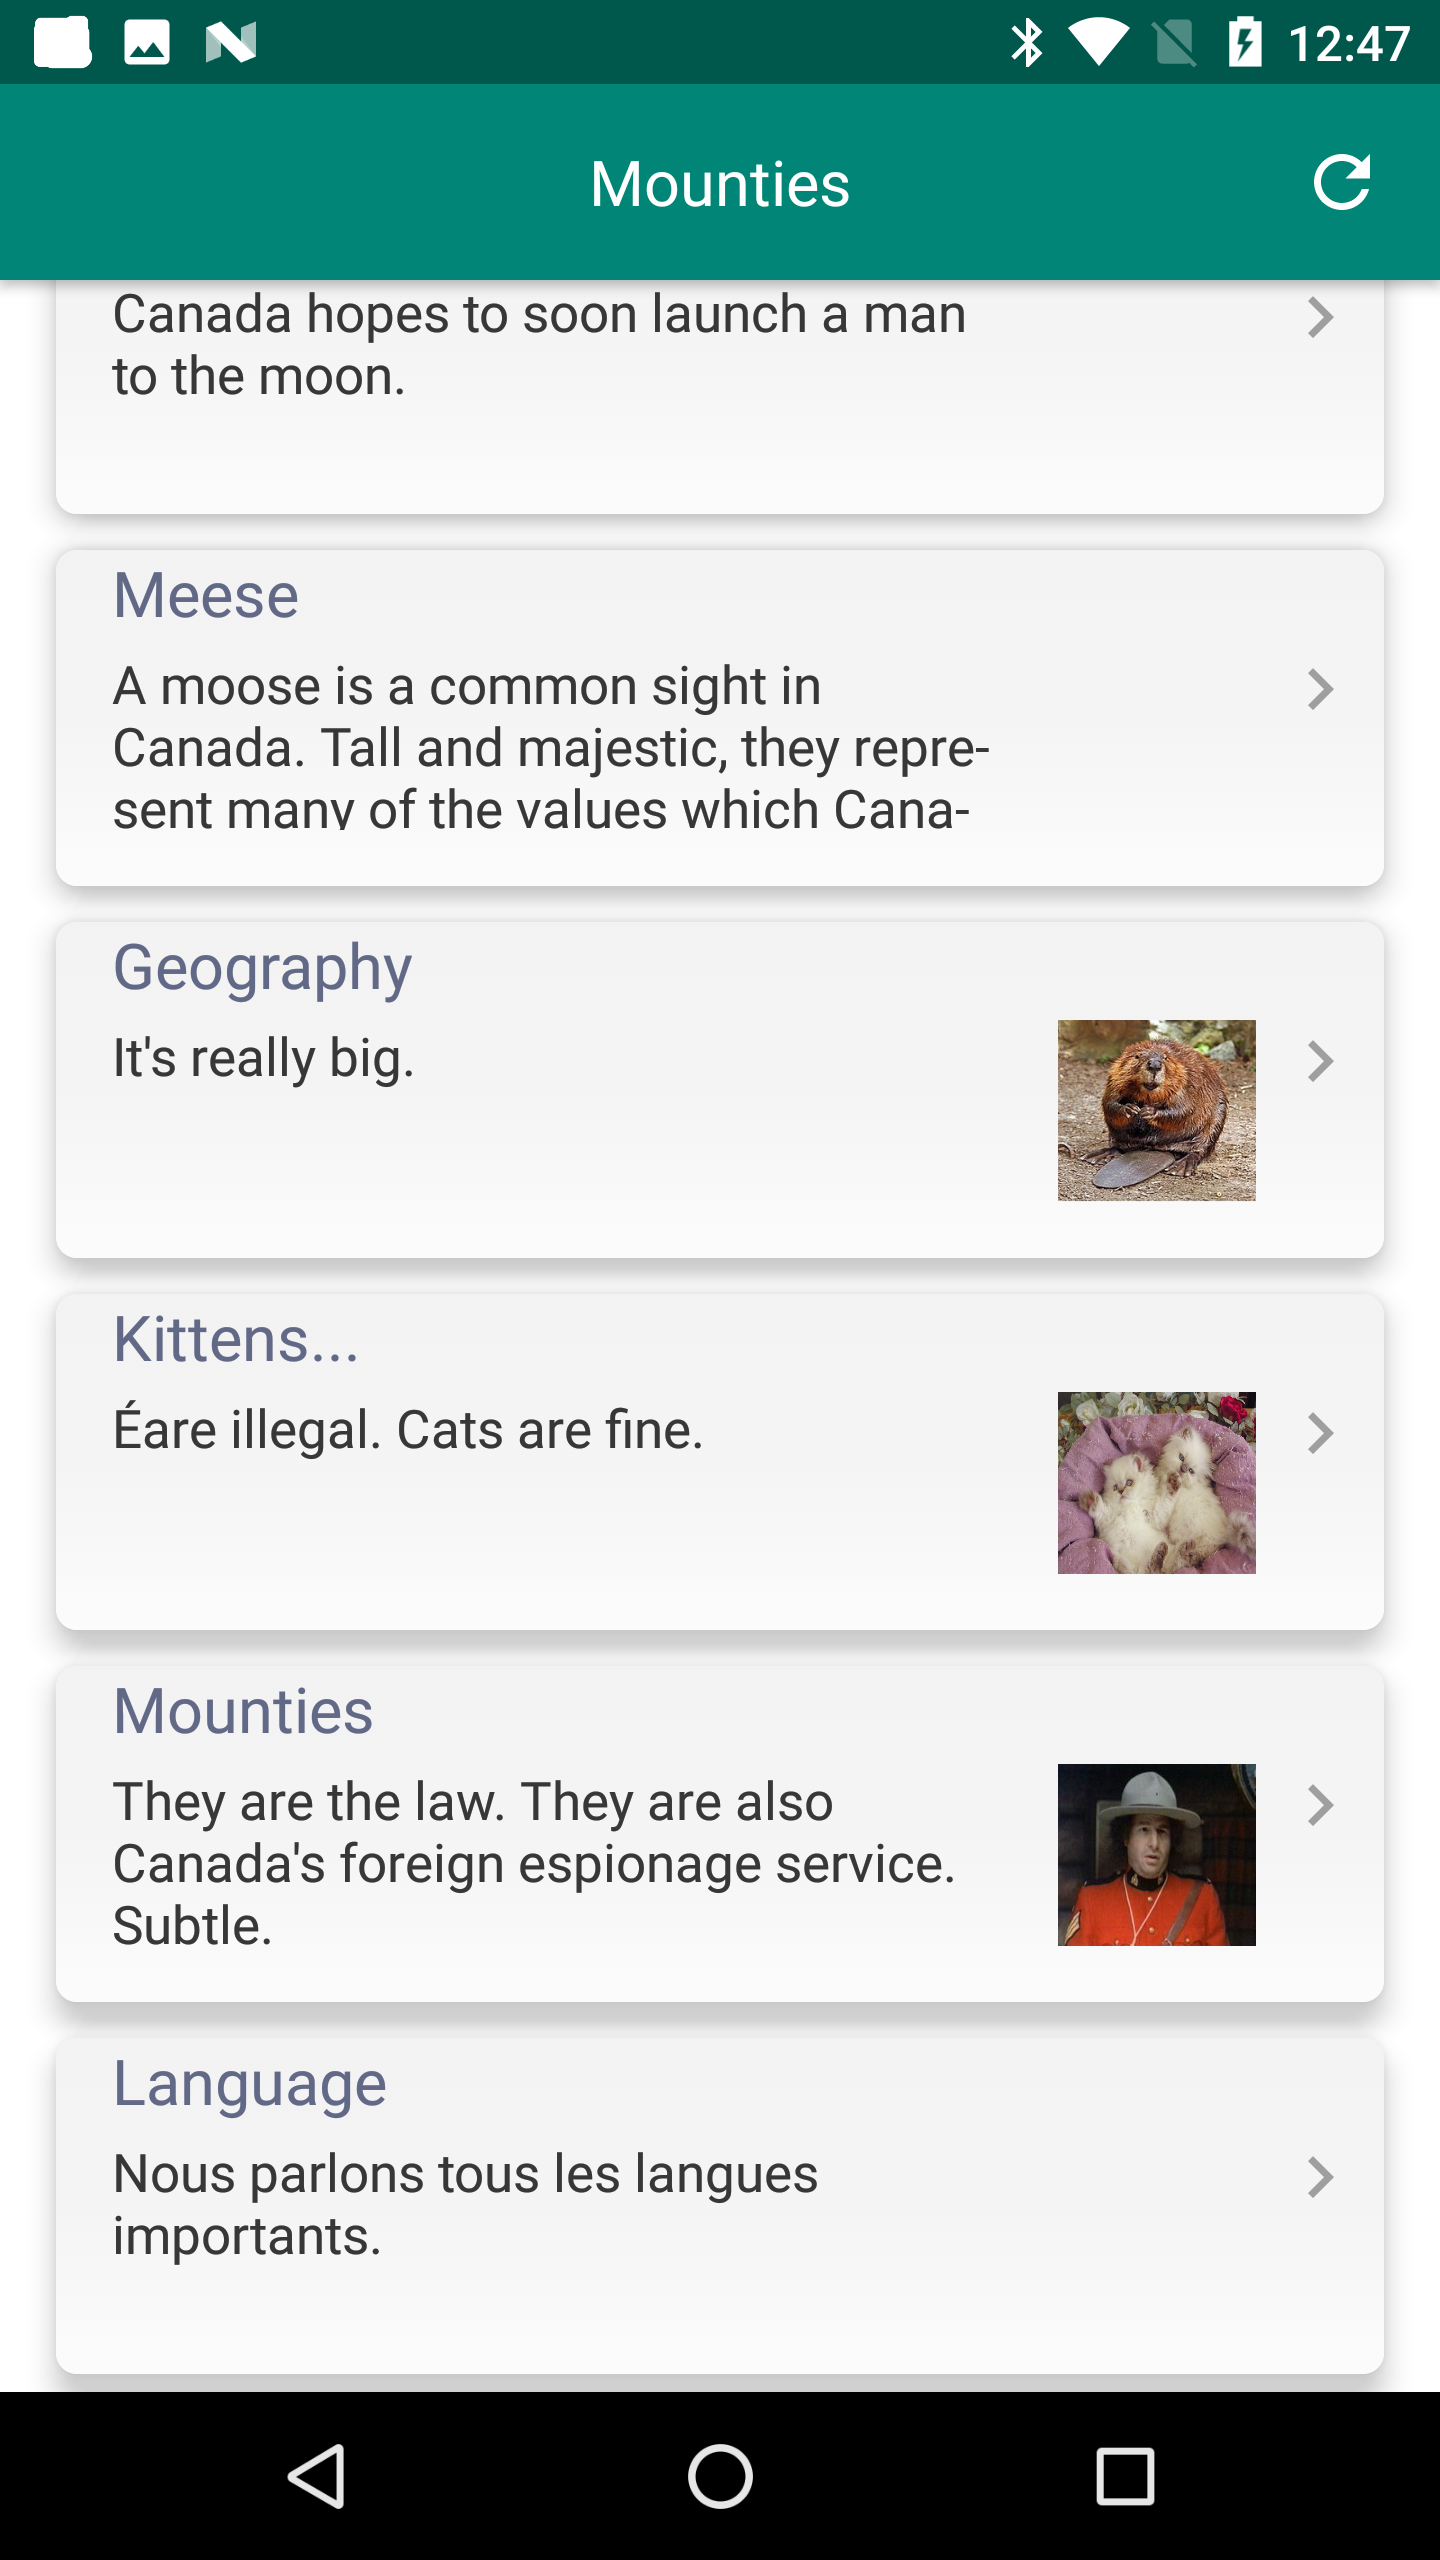 12:47
Mounties
Canada hopes to soon launch a man
to the moon.
Meese
A moose is a common sight in
Canada. Tall and majestic, they repre-
sent many of the values which Cana-
Geography
It's really big.
Kittens...
Éare illegal. Cats are fine.
Mounties
They are the law. They are also
Canada's foreign espionage service.
Subtle.
Language
Nous parlons tous les langues
importants.